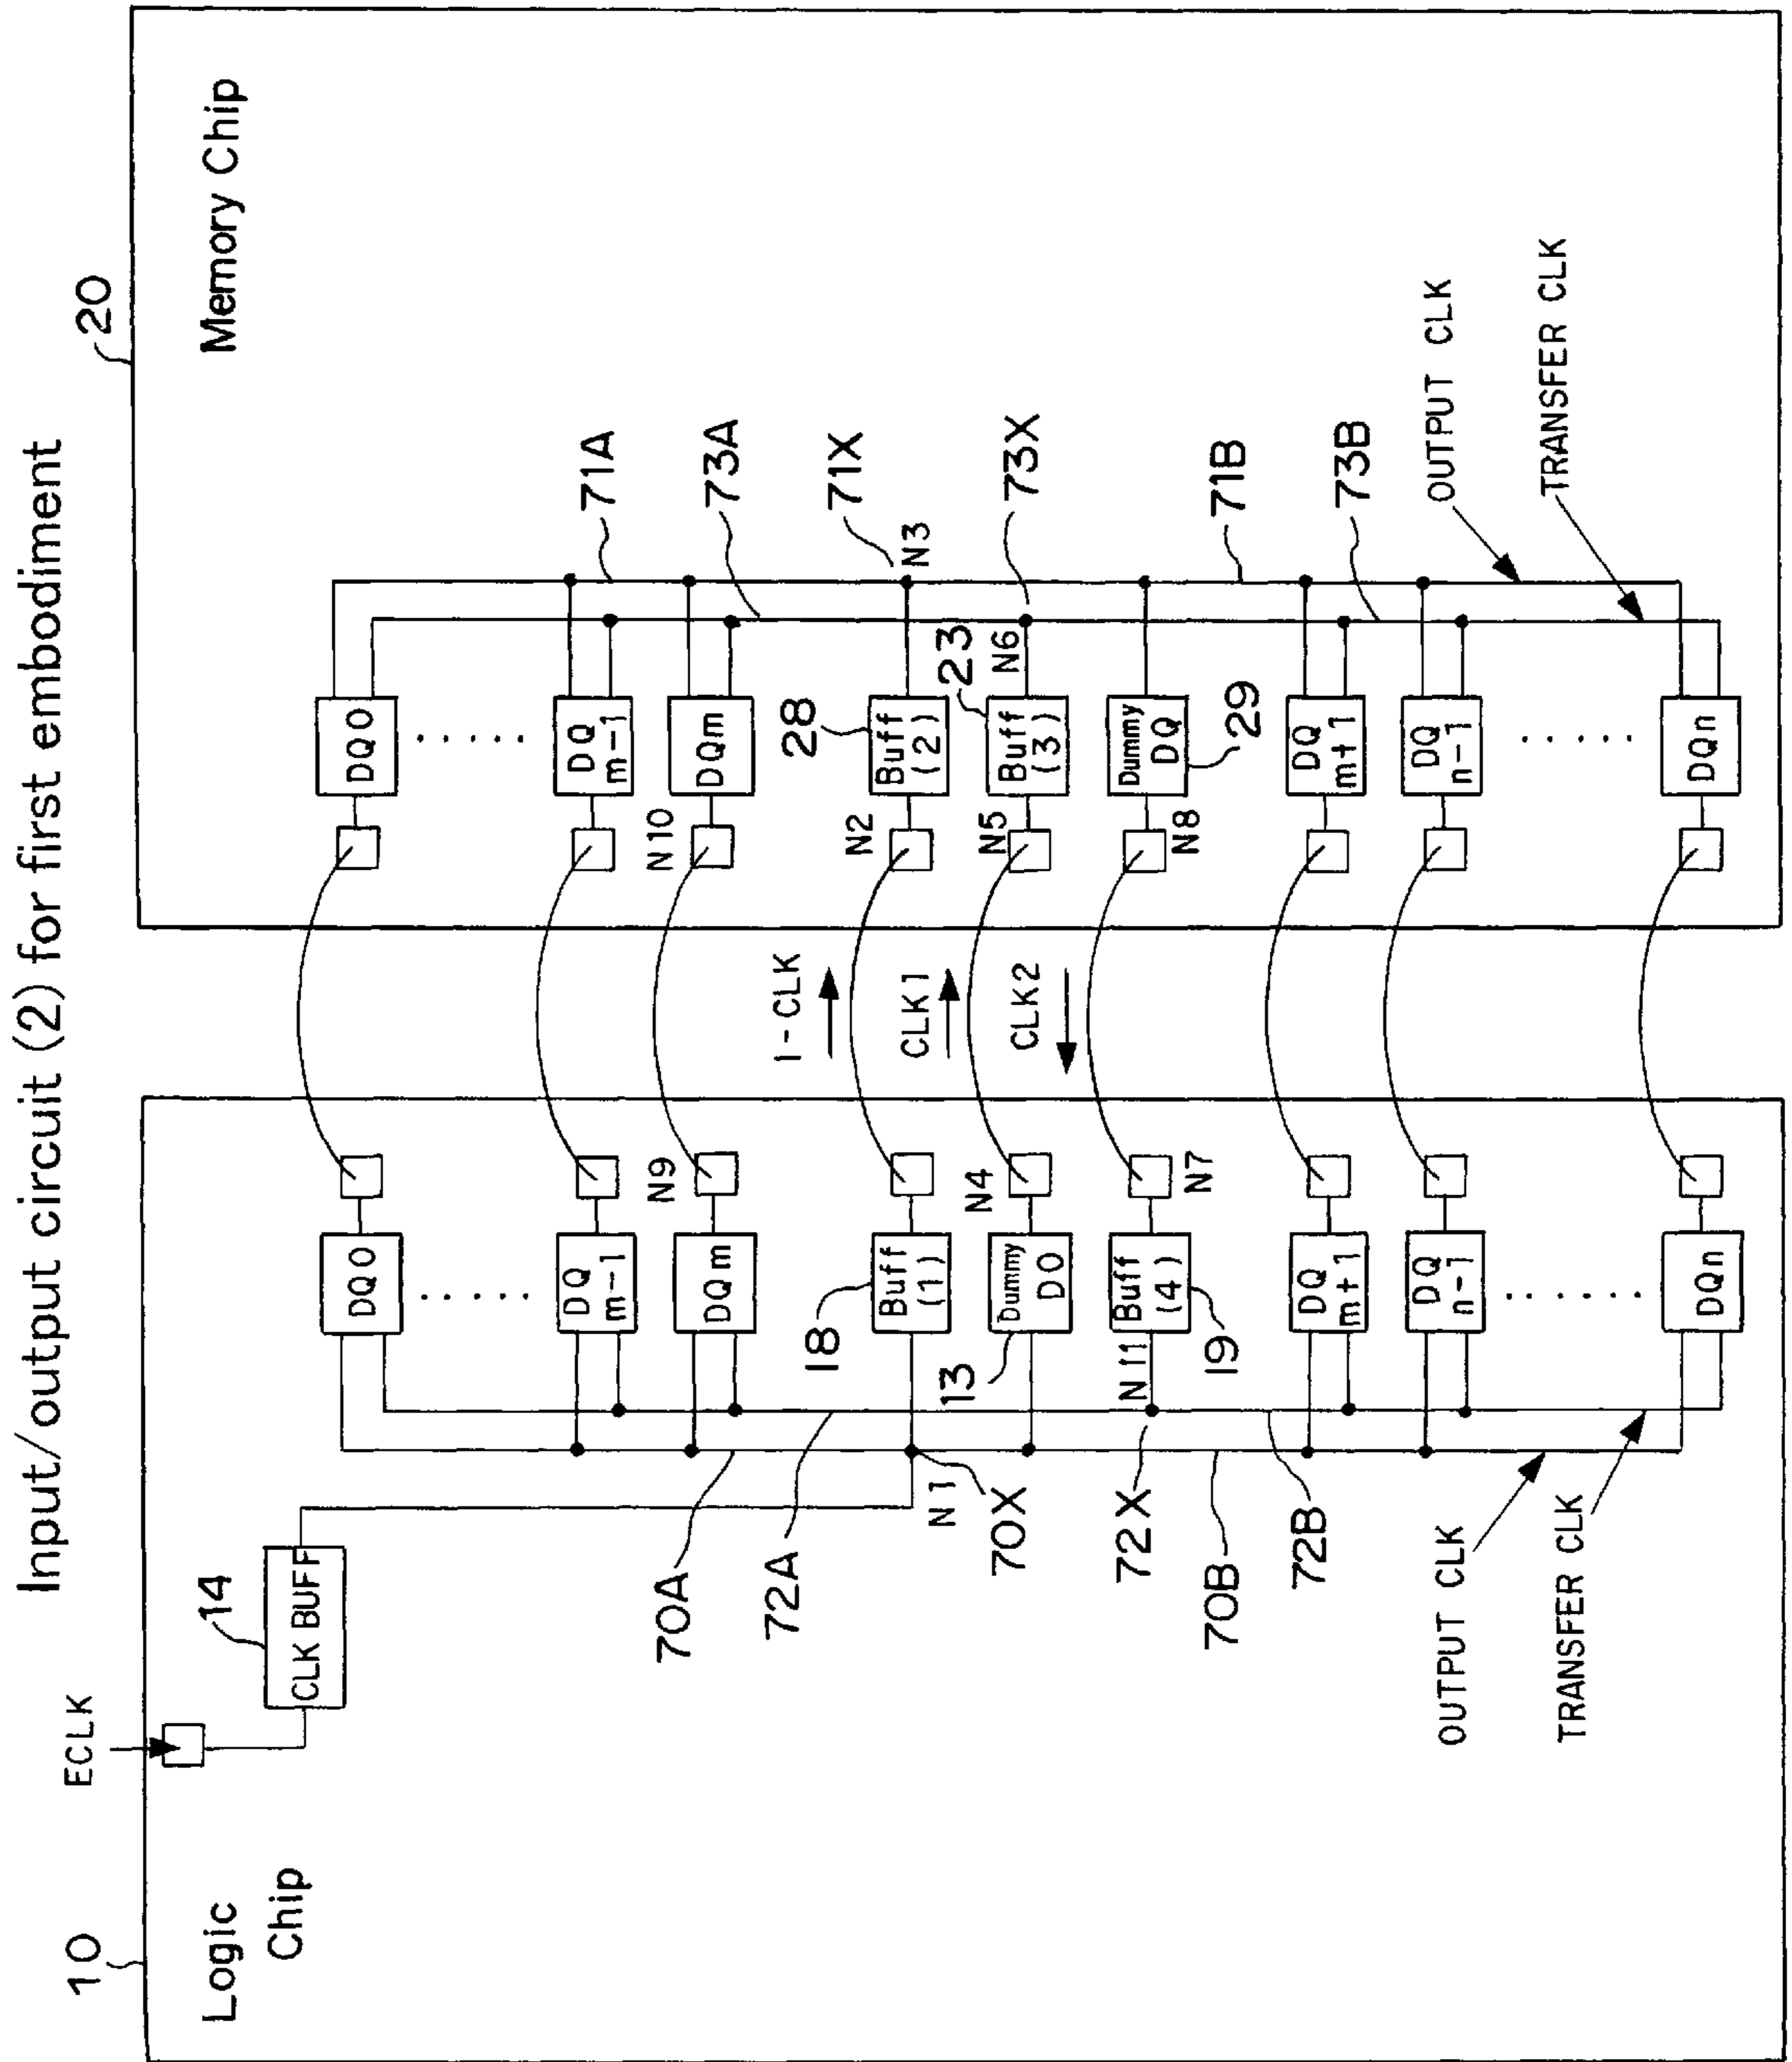 Input/output circuit (2) for first embodiment
10
20
Logic
Chip
Memory Chip
ECLK
14
CLK BUFF
DQ0
DQ0
.....
.....
DQ
m-1
DQ
m-1
71A
N9
N10
DQm
DQm
73A
70A
72A
I-CLK
N1
70X
18
Buff
(1)
N2
Buff
(2)
28
71X
N3
CLK1
13
Dummy
DO
N4
N5
Buff
(3)
23
N6
73X
CLK2
72X
N11
Buff
(4)
19
N7
N8
Dummy
DQ
29
70B
71B
72B
DQ
m+1
DQ
m+1
73B
DQ
n-1
DQ
n-1
OUTPUT CLK
OUTPUT CLK
......
.....
TRANSFER CLK
TRANSFER CLK
DQn
DQn